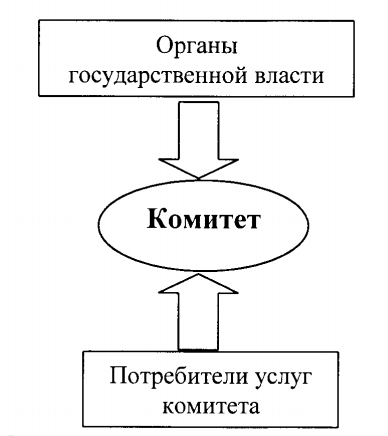 Органы
государственной власти
Комитет
Потребители услуг
комитета